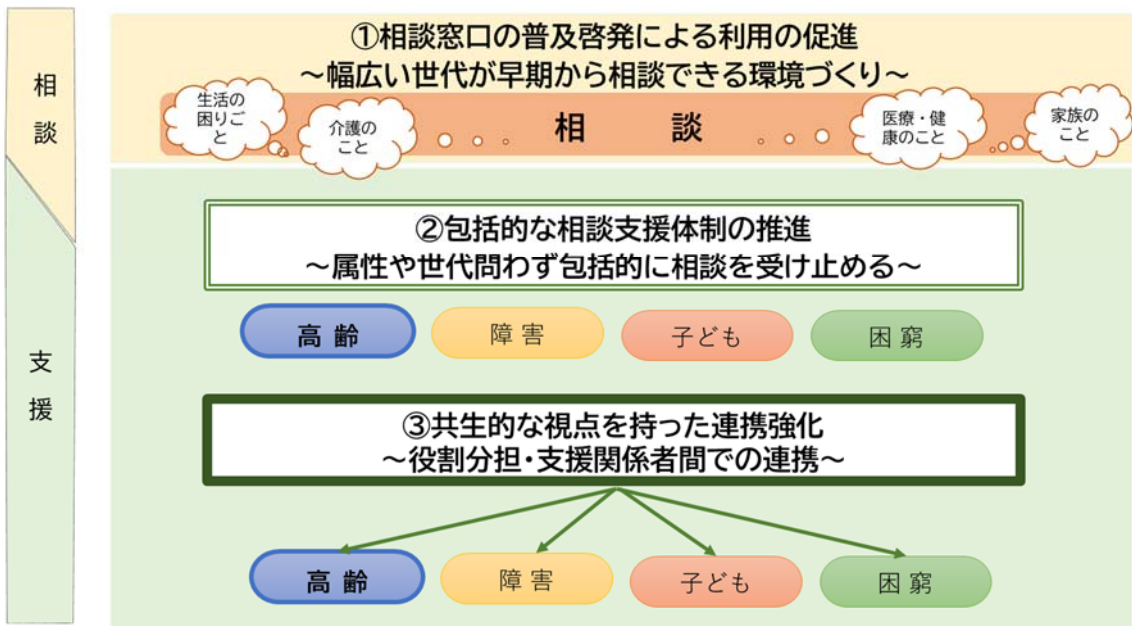 相談
①相談窓口の普及啓発による利用の促進
～幅広い世代が早期から相談できる環境づくり～
生活の
困りご
と
介護の
こと
相談
医療・健
康のこと
家族の
こと
支援
②包括的な相談支援体制の推進
～属性や世代問わず包括的に相談を受け止める～
高齢
障害
子ども
困窮
③共生的な視点を持った連携強化
～役割分担・支援関係者間での連携～
高齢
障害
子ども
困窮